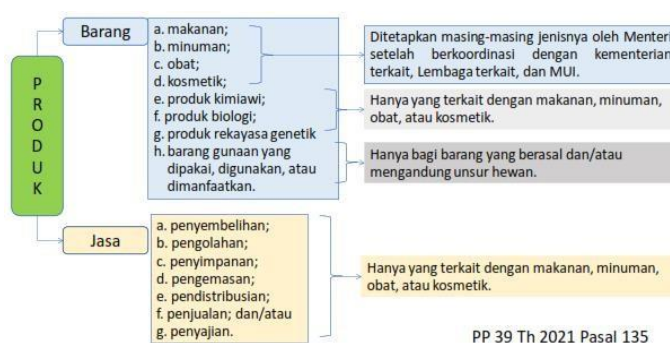 PRODUK
Barang
a. makanan;
b. minuman;
c. obat;
d. kosmetik;
e. produk kimiawi;
f. produk biologi;
g. produk rekayasa genetik
h. barang gunaan yang
dipakai, digunakan, atau
dimanfaatkan.
Ditetapkan masing-masing jenisnya oleh Menteri
setelah berkoordinasi dengan kementerian
terkait, Lembaga terkait, dan MUI.
Hanya yang terkait dengan makanan, minuman,
obat, atau kosmetik.
Hanya bagi barang yang berasal dan/atau
mengandung unsur hewan.
Jasa
a. penyembelihan;
b. pengolahan;
c. penyimpanan;
d. pengemasan;
e. pendistribusian;
f. penjualan; dan/atau
g. penyajian.
Hanya yang terkait dengan makanan, minuman,
obat, atau kosmetik.
PP 39 Th 2021 Pasal 135